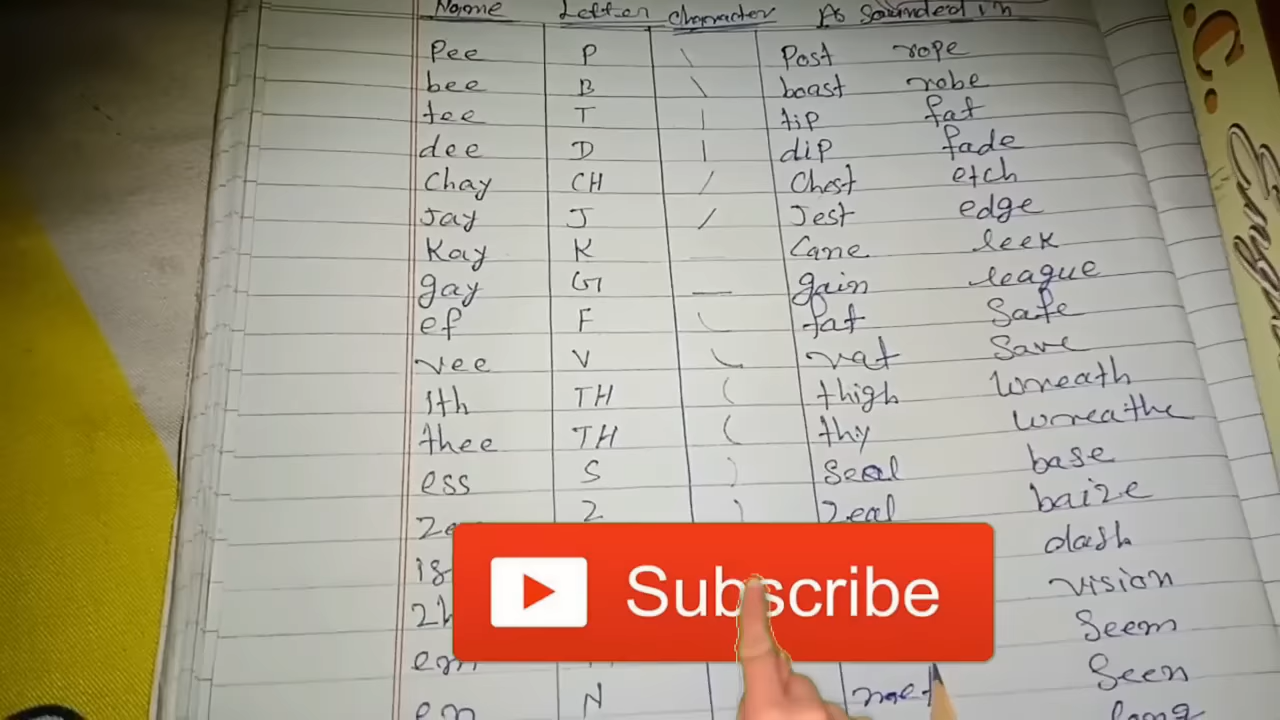 Name Letter Character As Sounded in
Pee P Post rope
bee B boast robe
tee T tip fat
dee D dip fade
Chay CH Chest etch
Jay J Jest edge
Kay K Cane leek
gay G gain league
ef F fat Safe
vee V vat Save
ith TH thigh wreath
thee TH thy wreathe
ess S Seal base
Z Zeal baize
dash
vision
em Seem
en N Seen
Subscribe